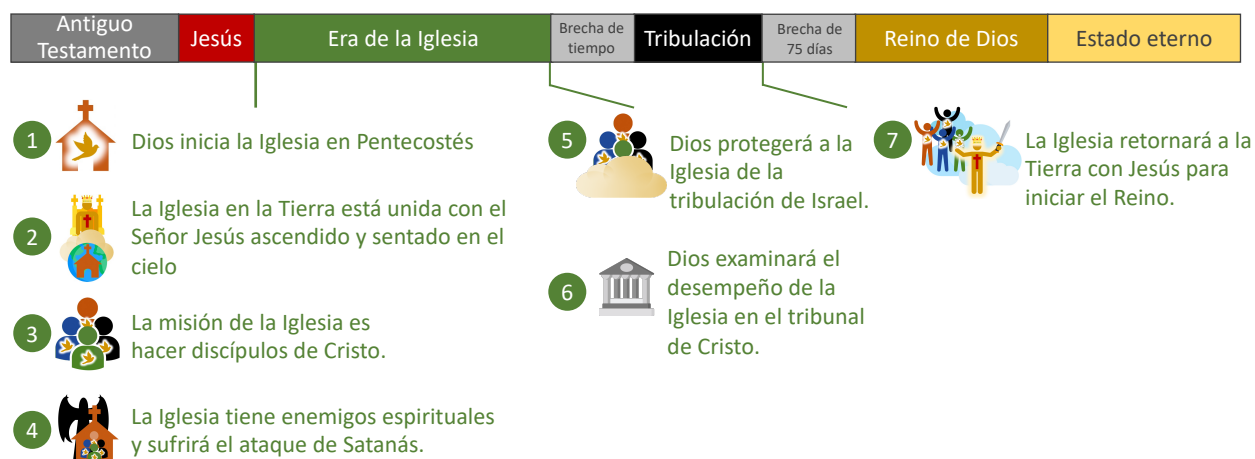 Antiguo
Testamento
Jesús
Era de la Iglesia
Brecha de
tiempo
Tribulación
Brecha de
75 días
Reino de Dios
Estado eterno
1
Dios inicia la Iglesia en Pentecostés
2
La Iglesia en la Tierra está unida con el
Señor Jesús ascendido y sentado en el
cielo
3
La misión de la Iglesia es
hacer discípulos de Cristo.
4
La Iglesia tiene enemigos espirituales
y sufrirá el ataque de Satanás.
5
Dios protegerá a la
Iglesia de la
tribulación de Israel.
6
Dios examinará el
desempeño de la
Iglesia en el tribunal
de Cristo.
7
La Iglesia retornará a la
Tierra con Jesús para
iniciar el Reino.